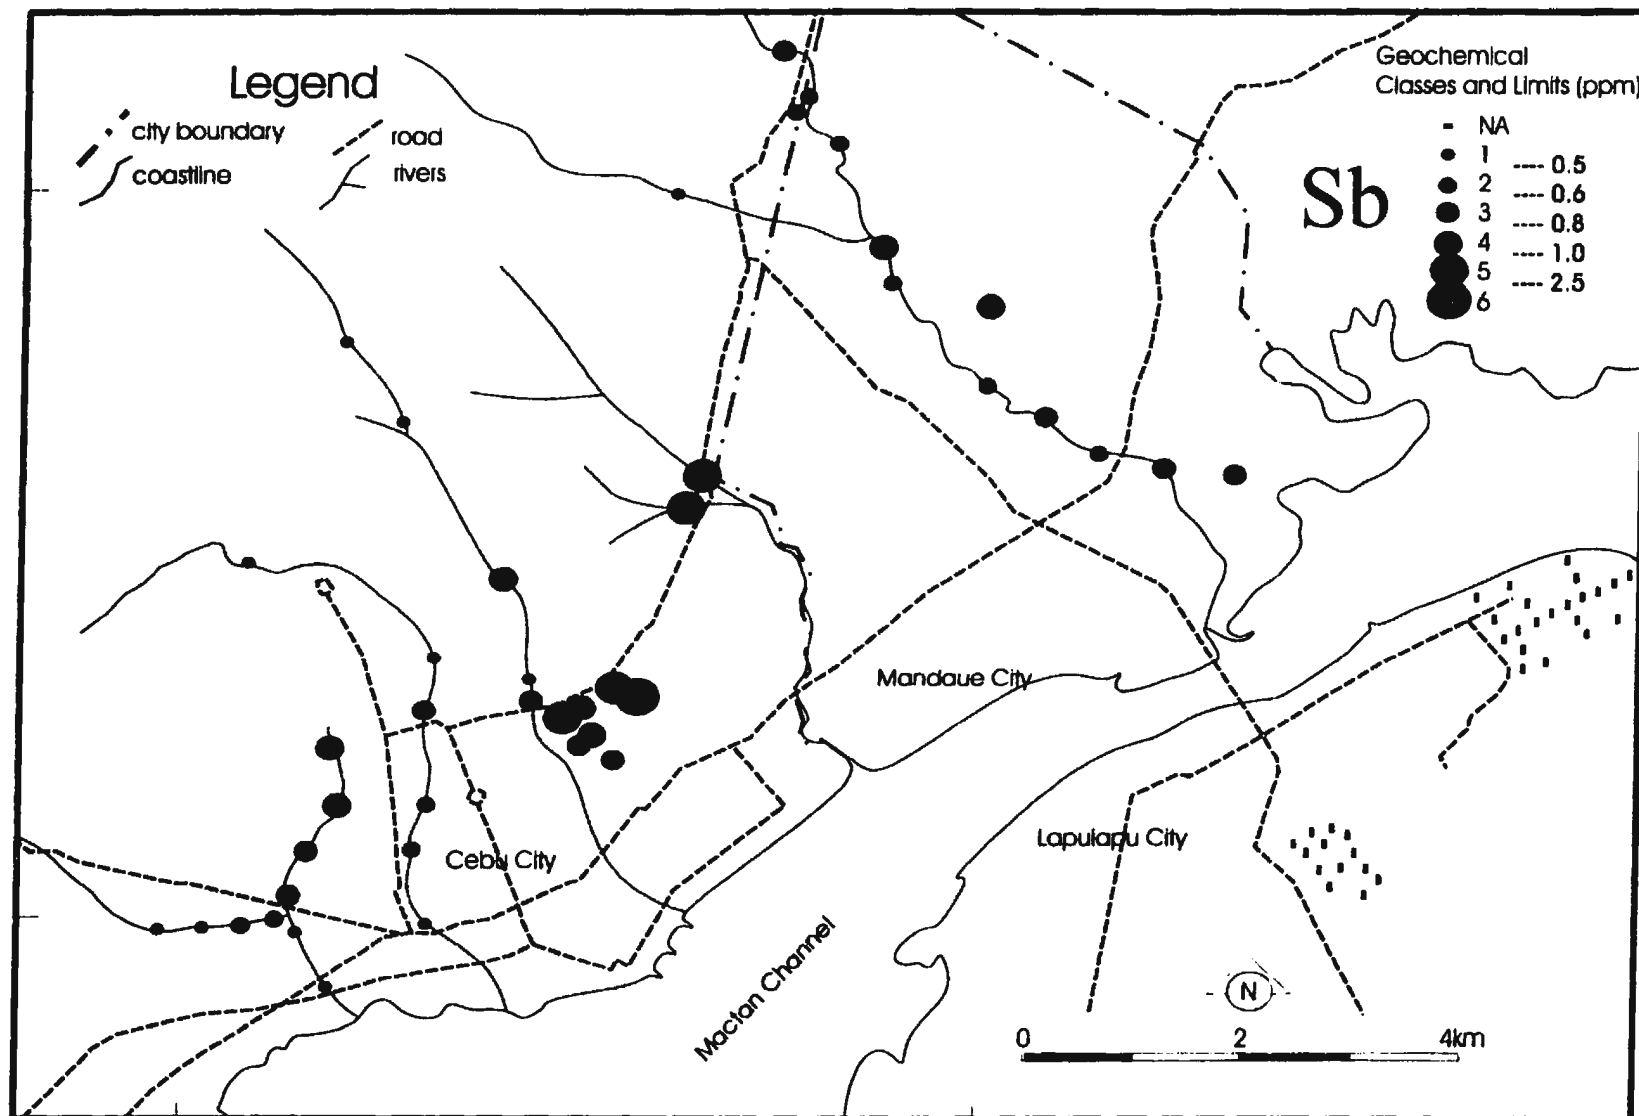 Legend
city boundary
road
coastline
rivers
Geochemical
Classes and Limits (ppm)
NA
1
---- 0.5
2
---- 0.6
3
---- 0.8
4
---- 1.0
5
---- 2.5
6
Sb
Mandaue City
Lapulapu City
Cebu City
Mactan Channel
N
0 2 4km